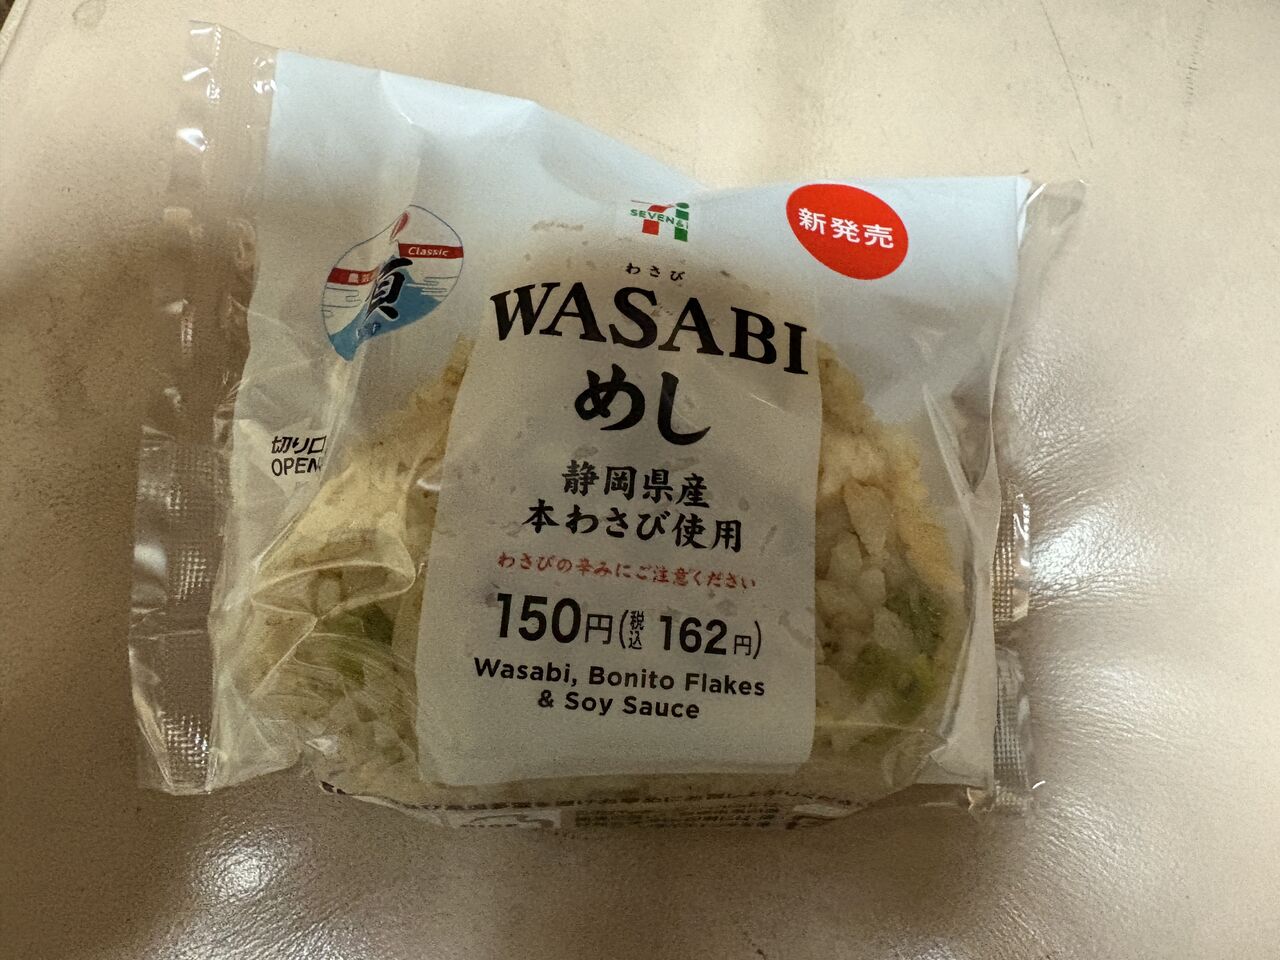 SEVEN&i
新発売
Classic
頂
わさび
WASABI
めし
切り口
OPEN
静岡県産
本わさび使用
わさびの辛みにご注意ください
150円(税込 162円)
Wasabi, Bonito Flakes
& Soy Sauce